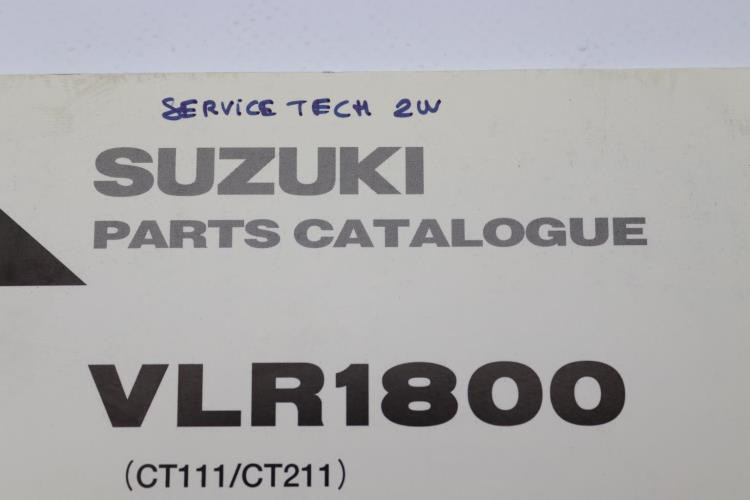 SERVICE TECH 2W
SUZUKI
PARTS CATALOGUE
VLR1800
(CT111/CT211)